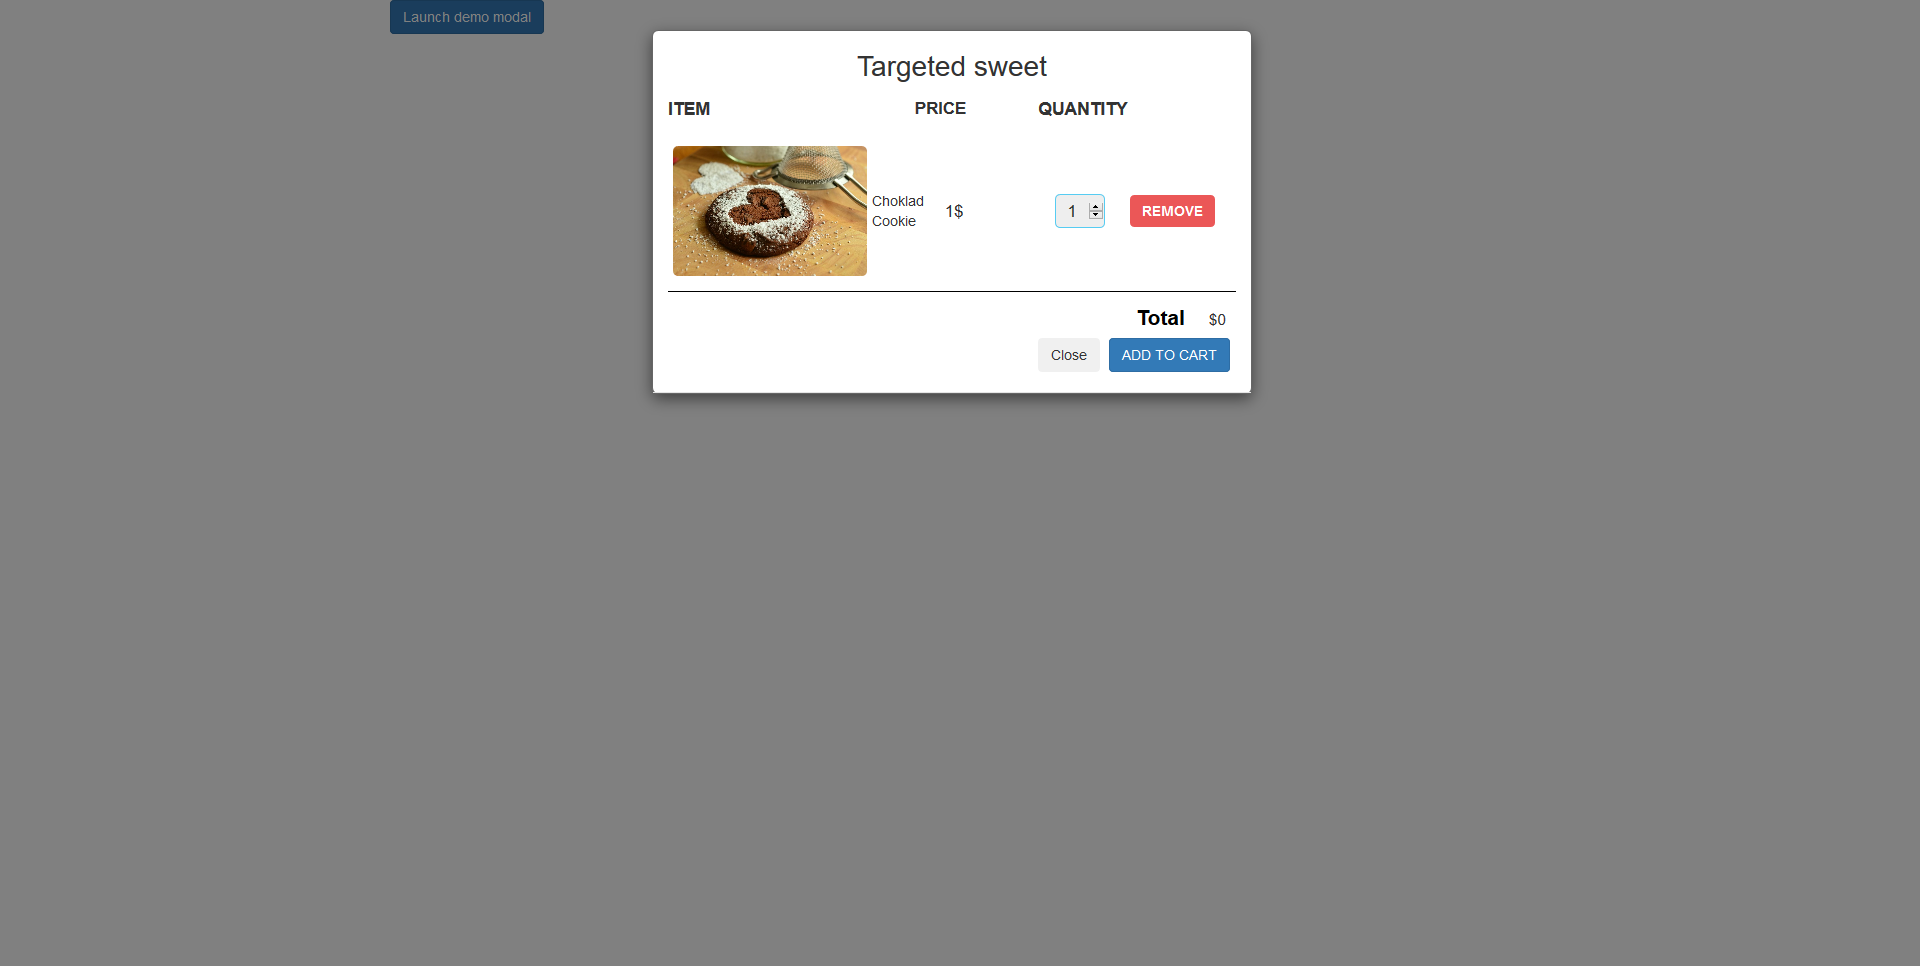 Launch demo modal
Targeted sweet
ITEM PRICE QUANTITY
Choklad
Cookie
1$
1
REMOVE
Total $0
Close ADD TO CART